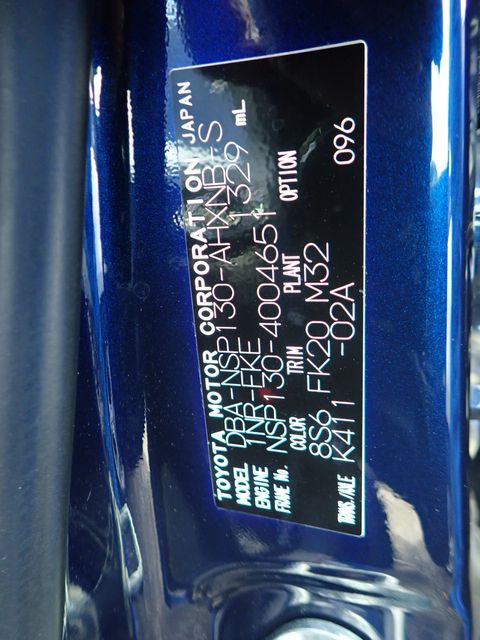 TOYOTA MOTOR CORPORATION JAPAN
MODEL DBA-NSP130-AHXNB-S
ENGINE 1NR-FKE 1329 mL
FRAME No. NSP130-4004651
COLOR TRIM PLANT OPTION
8S6 FK20 M32
TRANS./AXLE K411 -02A 096